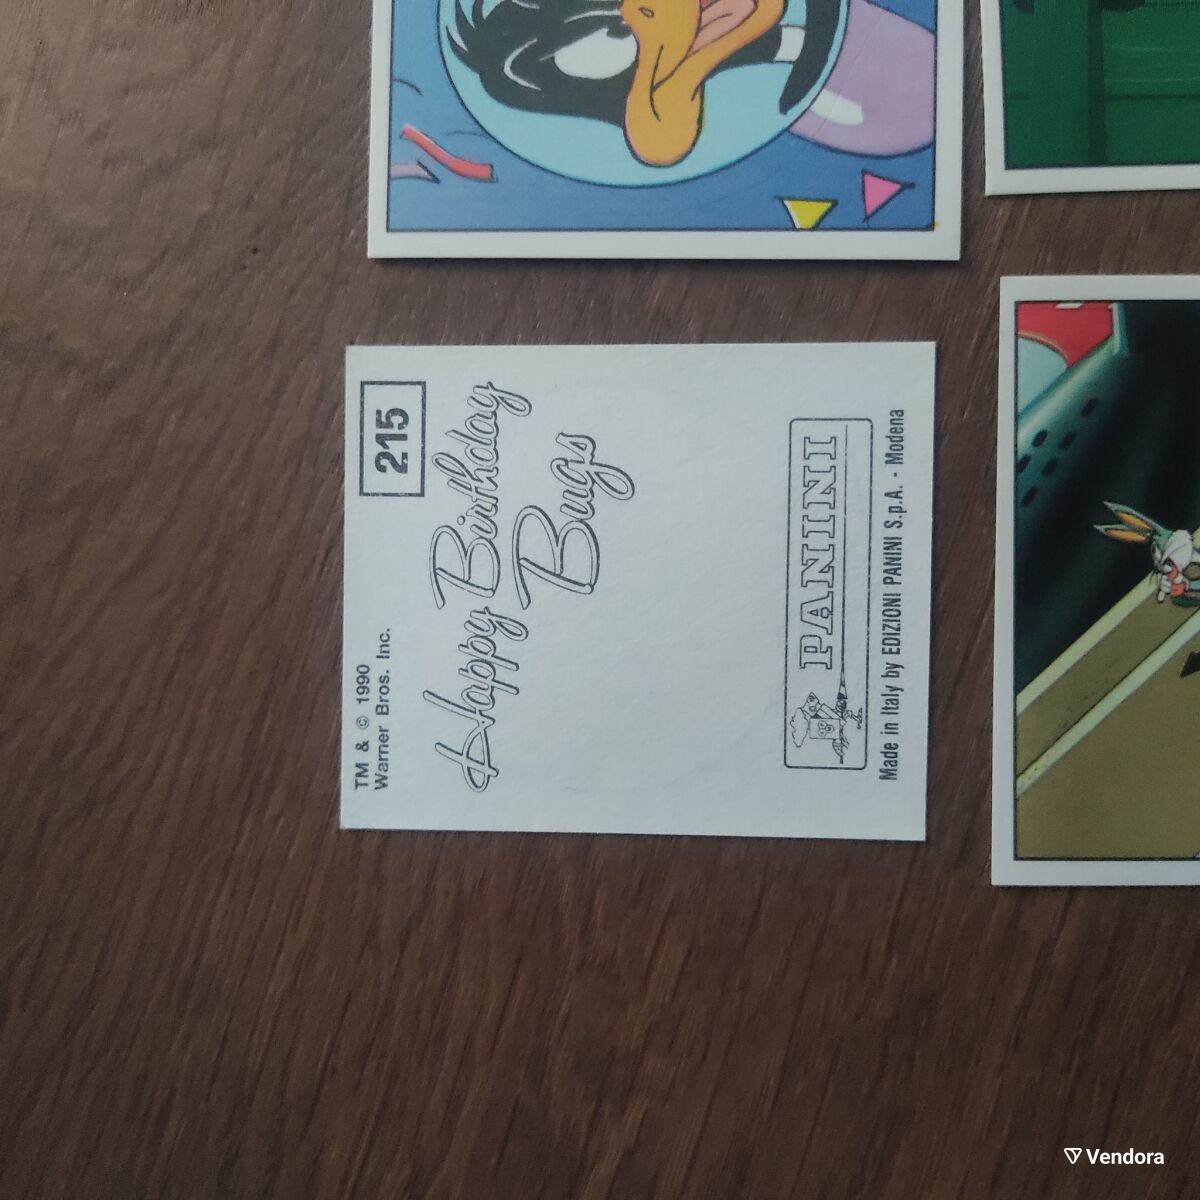 TM & © 1990
Warner Bros. Inc.
215
Happy Birthday
Bugs
PANINI
Made in Italy by EDIZIONI PANINI S.p.A. - Modena
Vendora